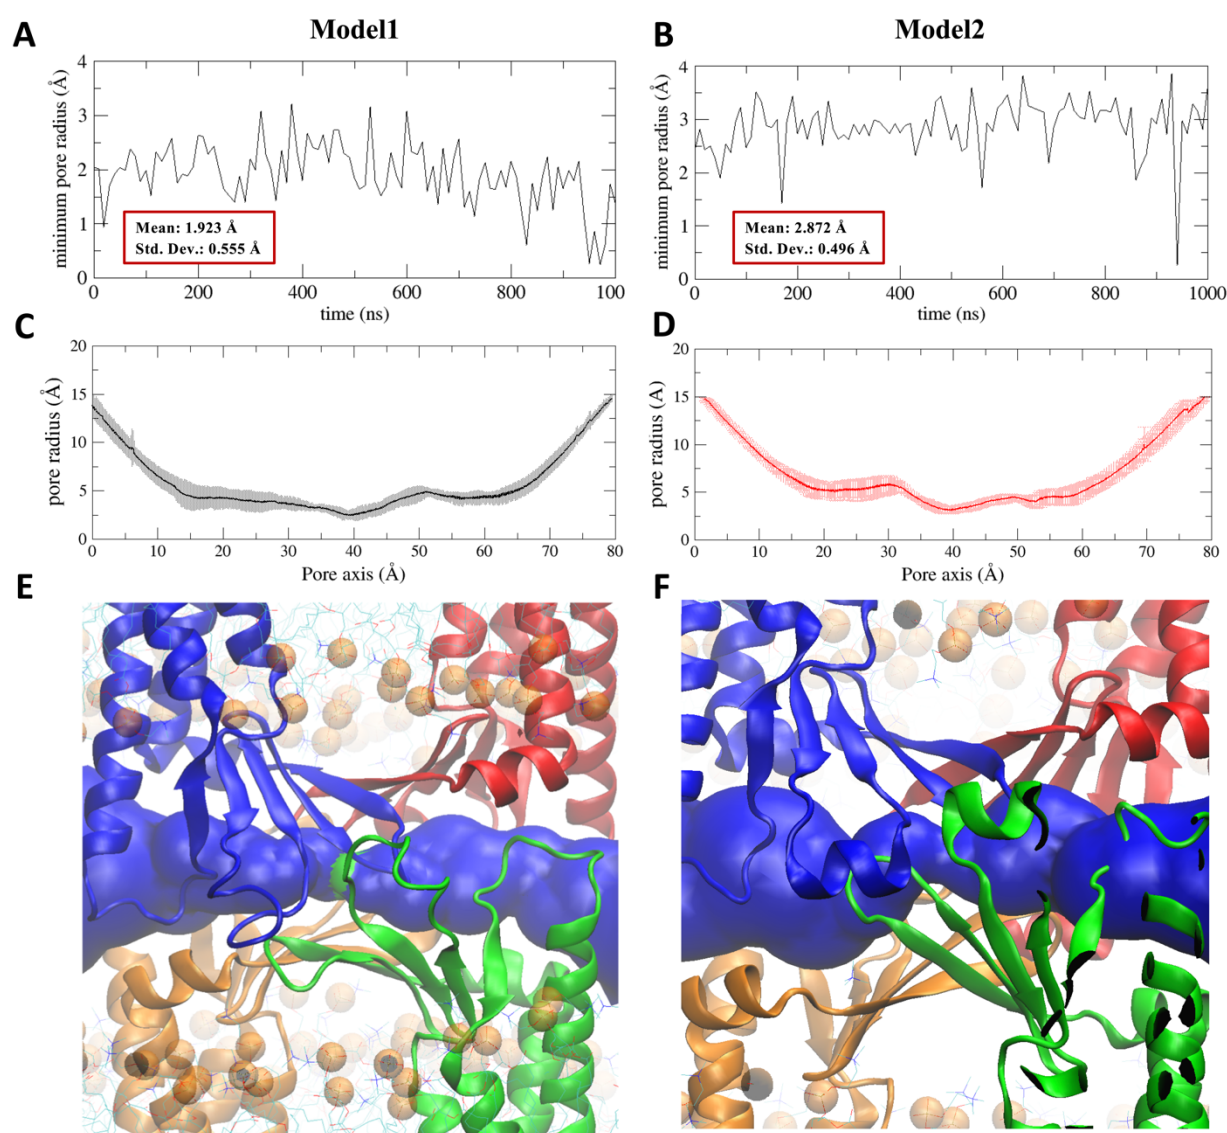 Model1
Model2
A
B
4
3
2
1
0
minimum pore radius (Å)
Mean: 1.923 Å
Std. Dev.: 0.555 Å
0
200
400
600
800
100
time (ns)
4
3
2
1
0
minimum pore radius (Å)
Mean: 2.872 Å
Std. Dev.: 0.496 Å
200
400
600
800
1000
time (ns)
C
D
20
15
10
5
0
pore radius (Å)
0
10
20
30
40
50
60
70
80
Pore axis (Å)
20
15
10
5
0
pore radius (A)
0
10
20
30
40
50
60
70
80
Pore axis (Å)
E
F